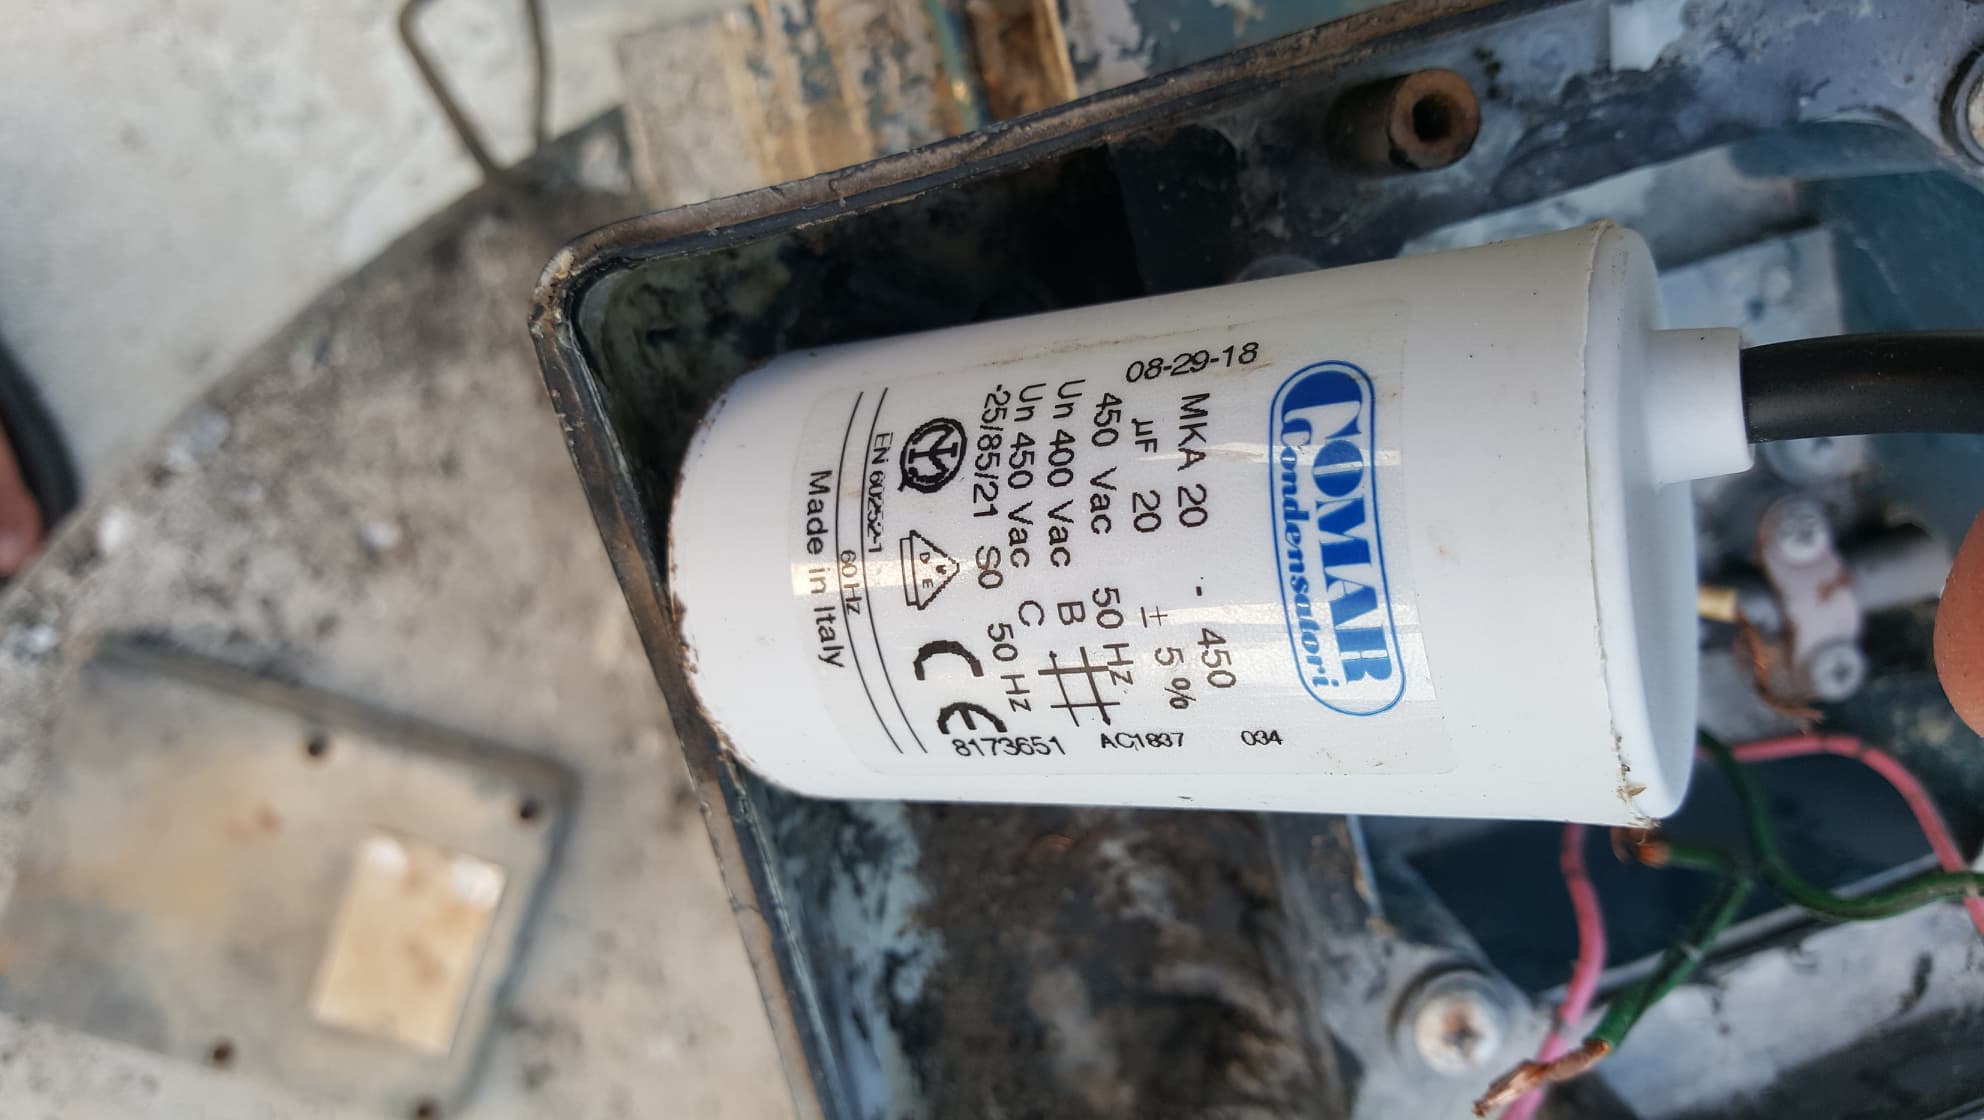 COMAR
Condensatori
08-29-18
MKA 20 - 450
µF 20 ± 5 %
450 Vac 50 Hz
Un 400 Vac B
Un 450 Vac C
-25/85/21 S0 50 Hz
D V E
CE
EN 60252-1
60 Hz
Made in Italy
8173651 AC1837 034